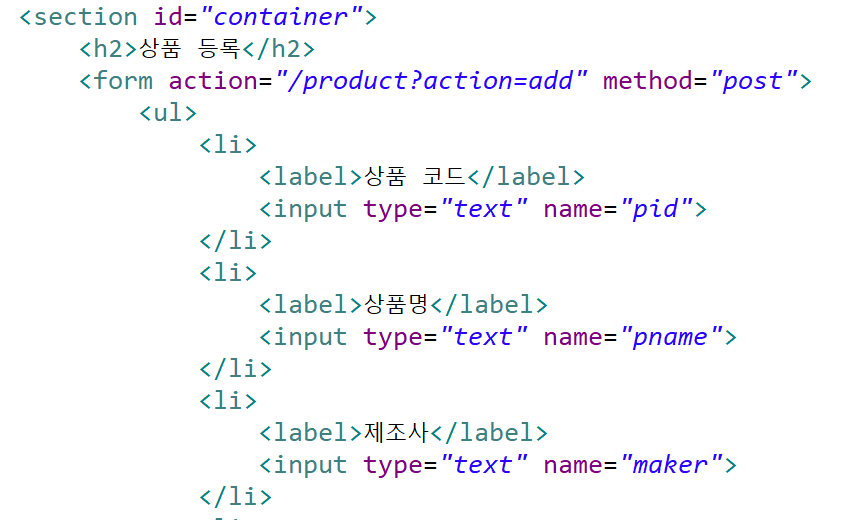 <section id="container">
<h2>상품 등록</h2>
<form action="/product?action=add" method="post">
<ul>
<li>
<label>상품 코드</label>
<input type="text" name="pid">
</li>
<li>
<label>상품명</label>
<input type="text" name="pname">
</li>
<li>
<label>제조사</label>
<input type="text" name="maker">
</li>